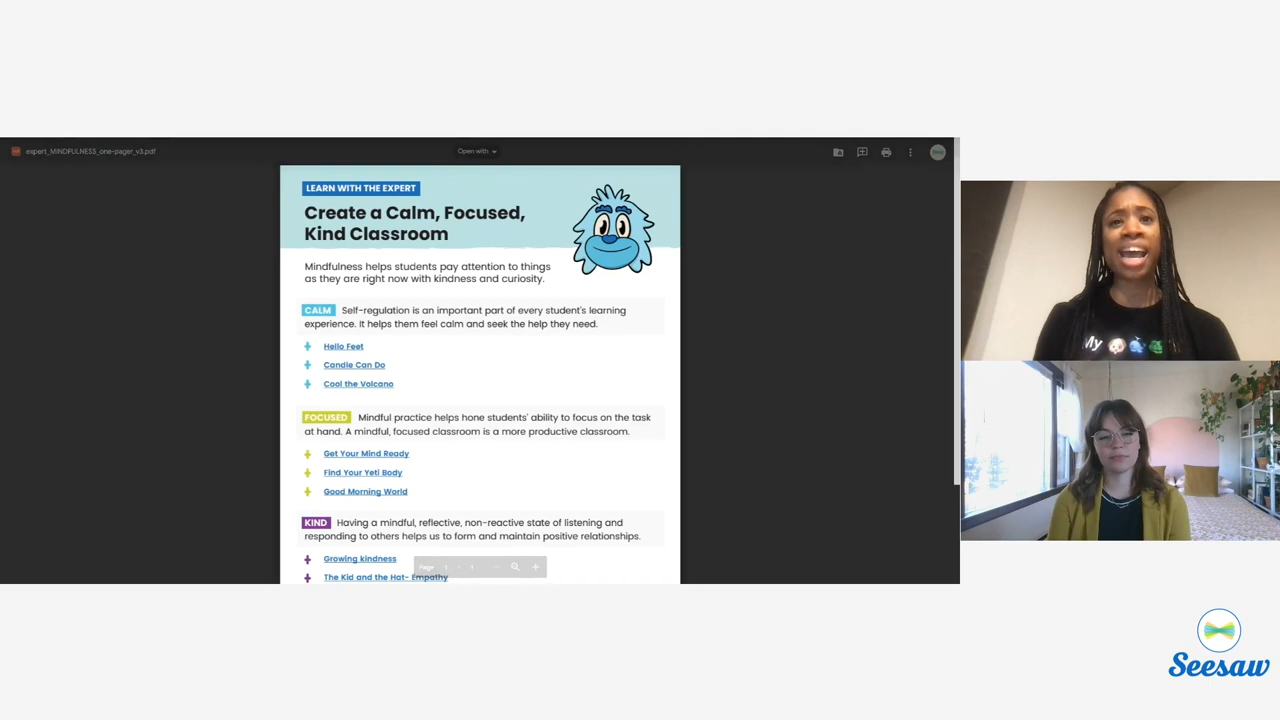 expert_MINDFULNESS_one-pager_v3.pdf
Open with
LEARN WITH THE EXPERT
Create a Calm, Focused,
Kind Classroom
Mindfulness helps students pay attention to things
as they are right now with kindness and curiosity.
CALM Self-regulation is an important part of every student's learning
experience. It helps them feel calm and seek the help they need.
Hello Feet
Candle Can Do
Cool the Volcano
FOCUSED Mindful practice helps hone students' ability to focus on the task
at hand. A mindful, focused classroom is a more productive classroom.
Get Your Mind Ready
Find Your Yeti Body
Good Morning World
KIND Having a mindful, reflective, non-reactive state of listening and
responding to others helps us to form and maintain positive relationships.
Growing kindness
The Kid and the Hat- Empathy
Page 1 / 1
My
Seesaw